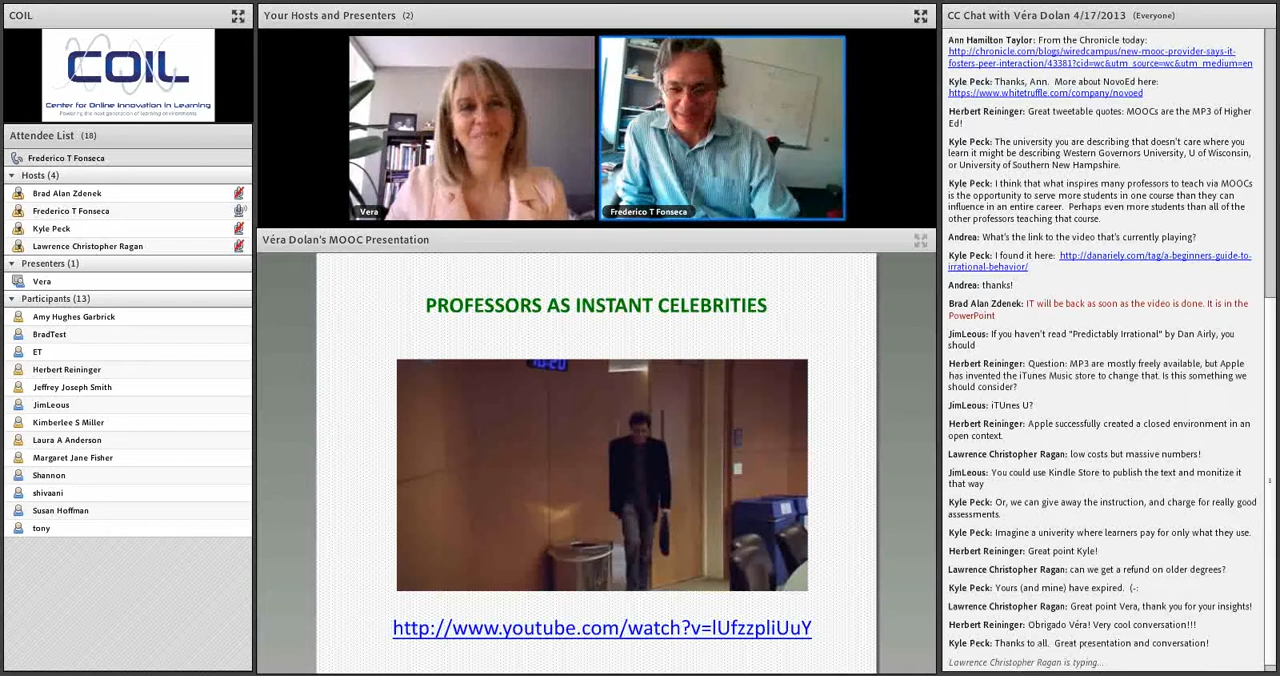 COIL
COIL
Center for Online Innovation in Learning
Powering the next generation of learning environments
Attendee List (18)
Frederico T Fonseca
Hosts (4)
Brad Alan Zdenek
Frederico T Fonseca
Kyle Peck
Lawrence Christopher Ragan
Presenters (1)
Vera
Participants (13)
Amy Hughes Garbrick
BradTest
ET
Herbert Reininger
Jeffrey Joseph Smith
JimLeous
Kimberlee S Miller
Laura A Anderson
Margaret Jane Fisher
Shannon
shivaani
Susan Hoffman
tony
Your Hosts and Presenters (2)
Vera
Frederico T Fonseca
Véra Dolan's MOOC Presentation
PROFESSORS AS INSTANT CELEBRITIES
http://www.youtube.com/watch?v=lUfzzpliUuY
CC Chat with Véra Dolan 4/17/2013 (Everyone)
Ann Hamilton Taylor: From the Chronicle today:
http://chronicle.com/blogs/wiredcampus/new-mooc-provider-says-it-
fosters-peer-interaction/43381?cid=wc&utm_source=wc&utm_medium=en
Kyle Peck: Thanks, Ann. More about NovoEd here:
https://www.whitetruffle.com/company/novoed
Herbert Reininger: Great tweetable quotes: MOOCs are the MP3 of Higher
Ed!
Kyle Peck: The university you are describing that doesn't care where you
learn it might be describing Western Governors University, U of Wisconsin,
or University of Southern New Hampshire.
Kyle Peck: I think that what inspires many professors to teach via MOOCs
is the opportunity to serve more students in one course than they can
influence in an entire career. Perhaps even more students than all of the
other professors teaching that course.
Andrea: What's the link to the video that's currently playing?
Kyle Peck: I found it here: http://danariely.com/tag/a-beginners-guide-to-
irrational-behavior/
Andrea: thanks!
Brad Alan Zdenek: IT will be back as soon as the video is done. It is in the
PowerPoint
JimLeous: If you haven't read "Predictably Irrational" by Dan Airly, you
should
Herbert Reininger: Question: MP3 are mostly freely available, but Apple
has invented the iTunes Music store to change that. Is this something we
should consider?
JimLeous: iTUnes U?
Herbert Reininger: Apple successfully created a closed environment in an
open context.
Lawrence Christopher Ragan: low costs but massive numbers!
JimLeous: You could use Kindle Store to publish the text and monitize it
that way
Kyle Peck: Or, we can give away the instruction, and charge for really good
assessments.
Kyle Peck: Imagine a univerity where learners pay for only what they use.
Herbert Reininger: Great point Kyle!
Lawrence Christopher Ragan: can we get a refund on older degrees?
Kyle Peck: Yours (and mine) have expired. (-:
Lawrence Christopher Ragan: Great point Vera, thank you for your insights!
Herbert Reininger: Obrigado Véra! Very cool conversation!!!
Kyle Peck: Thanks to all. Great presentation and conversation!
Lawrence Christopher Ragan is typing...